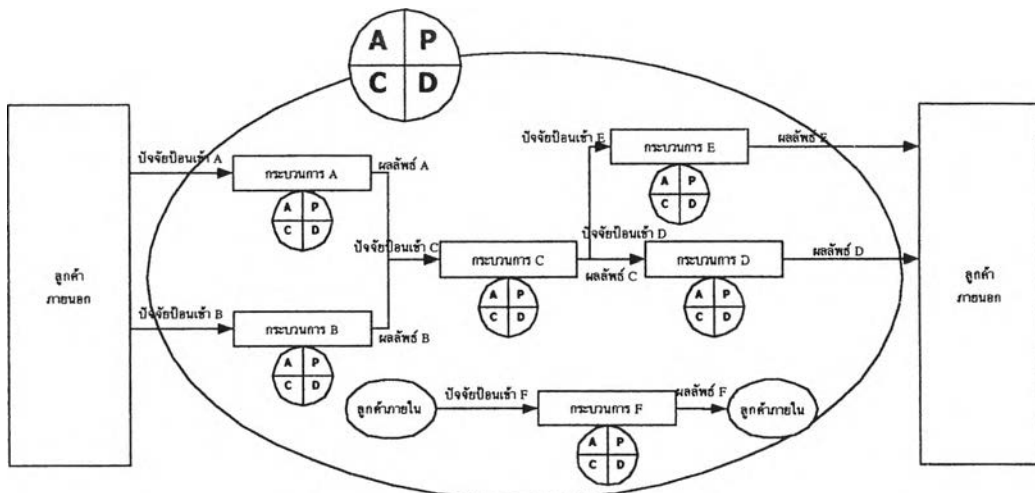 A P
C D
ลูกค้า
ภายนอก
ปัจจัยป้อนเข้า A
กระบวนการ A
ผลลัพธ์ A
A P
C D
ปัจจัยป้อนเข้า B
กระบวนการ B
ผลลัพธ์ B
A P
C D
ปัจจัยป้อนเข้า C
กระบวนการ C
ผลลัพธ์ C
A P
C D
ปัจจัยป้อนเข้า E
กระบวนการ E
ผลลัพธ์ E
A P
C D
ปัจจัยป้อนเข้า D
กระบวนการ D
ผลลัพธ์ D
A P
C D
ลูกค้าภายใน
ปัจจัยป้อนเข้า F
กระบวนการ F
ผลลัพธ์ F
ลูกค้าภายใน
A P
C D
ลูกค้า
ภายนอก